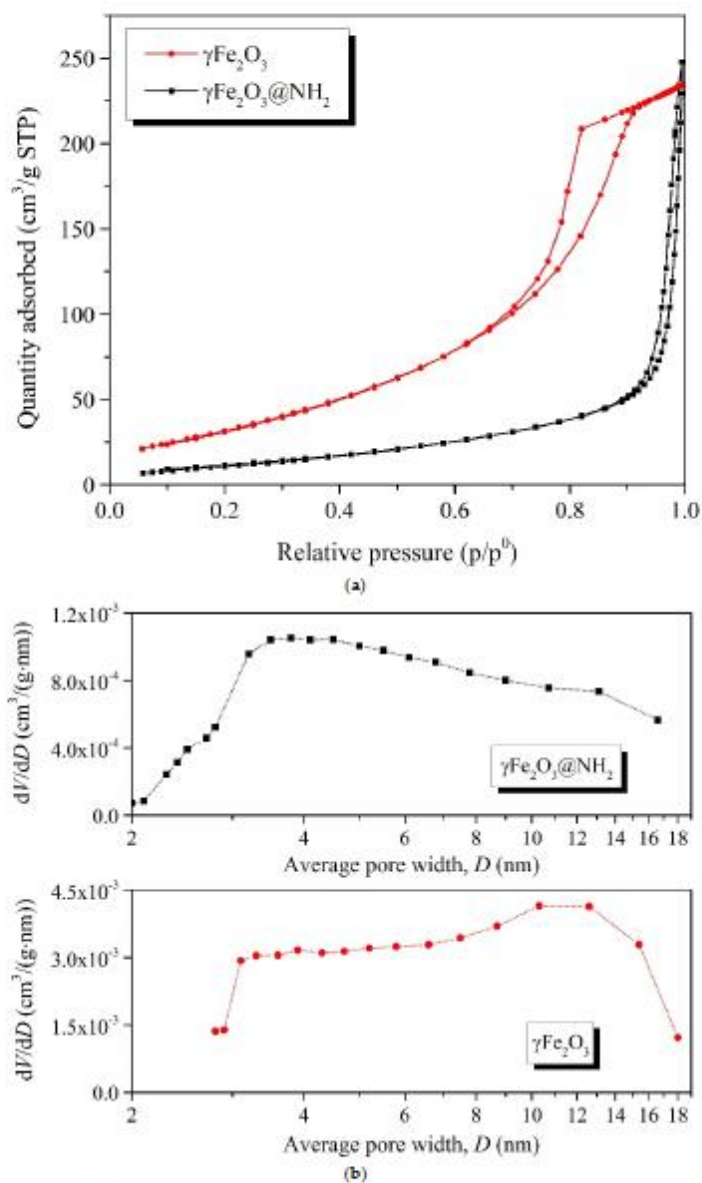 250
200
150
100
50
0
Quantity adsorbed (cm³/g STP)
γFe₂O₃
γFe₂O₃@NH₂
0.0 0.2 0.4 0.6 0.8 1.0
Relative pressure (p/p⁰)
(a)
1.2x10⁻³
8.0x10⁻⁴
4.0x10⁻⁴
0.0
dV/dD (cm³/(g·nm))
γFe₂O₃@NH₂
2 4 6 8 10 12 14 16 18
Average pore width, D (nm)
4.5x10⁻³
3.0x10⁻³
1.5x10⁻³
0.0
dV/dD (cm³/(g·nm))
γFe₂O₃
2 4 6 8 10 12 14 16 18
Average pore width, D (nm)
(b)